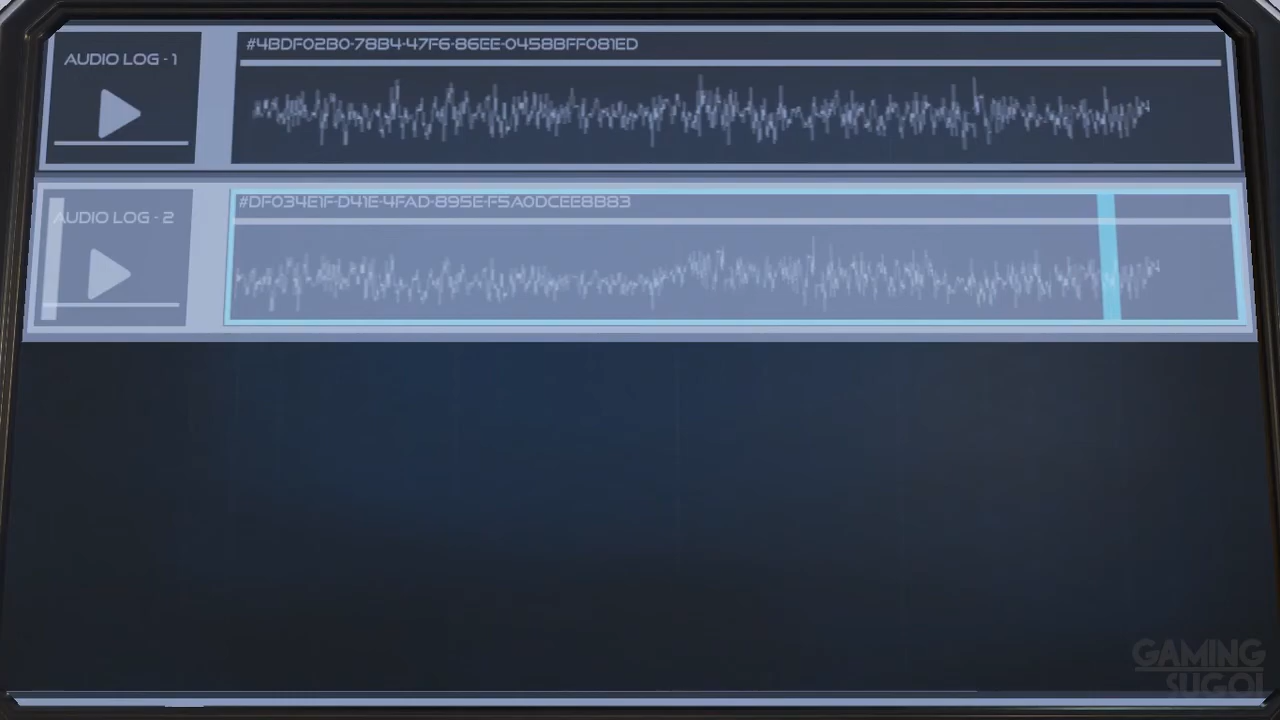 AUDIO LOG - 1
#4BDF02B0-78B4-47F6-86EE-0458BFF081ED
AUDIO LOG - 2
#DF034E1F-D41E-4FAD-895E-F5A0DCEE8B83
GAMING
SUGOI